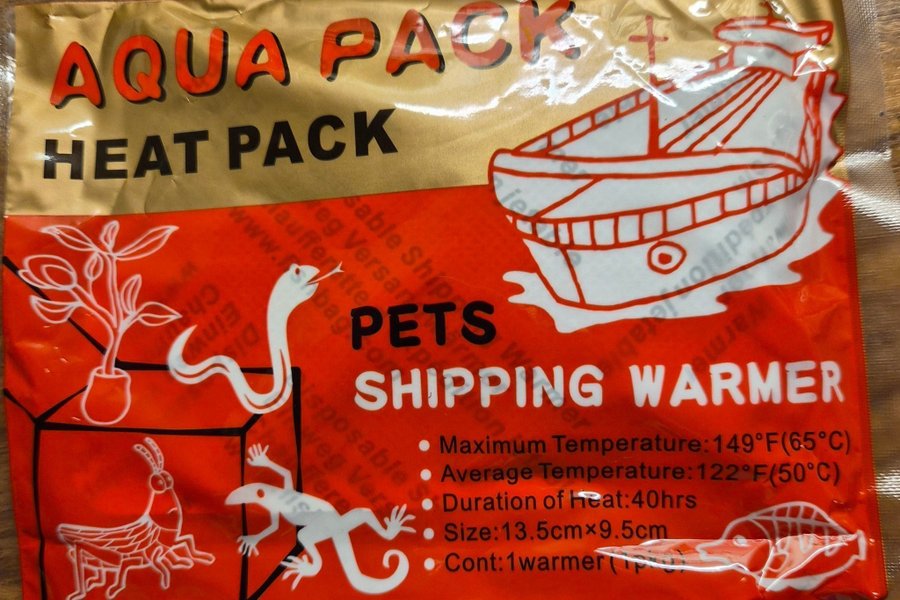 AQUA PACK
HEAT PACK
PETS
SHIPPING WARMER
• Maximum Temperature:149°F(65°C)
• Average Temperature:122°F(50°C)
• Duration of Heat:40hrs
• Size:13.5cm×9.5cm
• Cont:1warmer(1pkg)